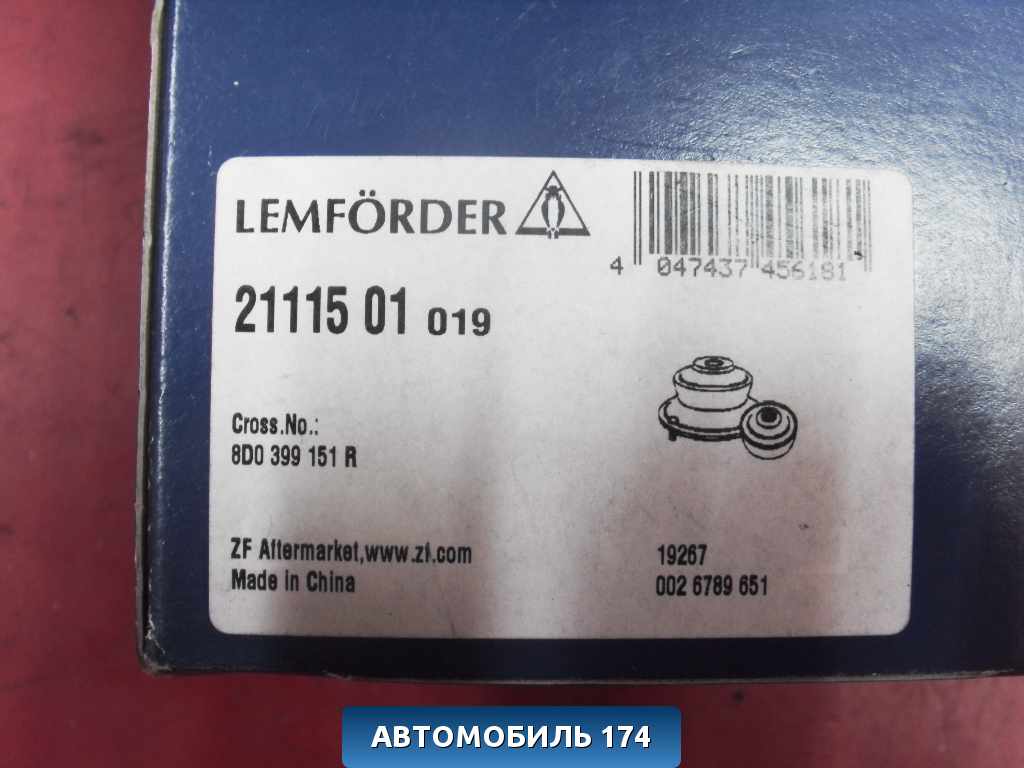 LEMFÖRDER
4 047437 456181
21115 01 019
Cross.No.:
8D0 399 151 R
ZF Aftermarket,www.zf.com
Made in China
19267
002 6789 651
АВТОМОБИЛЬ 174